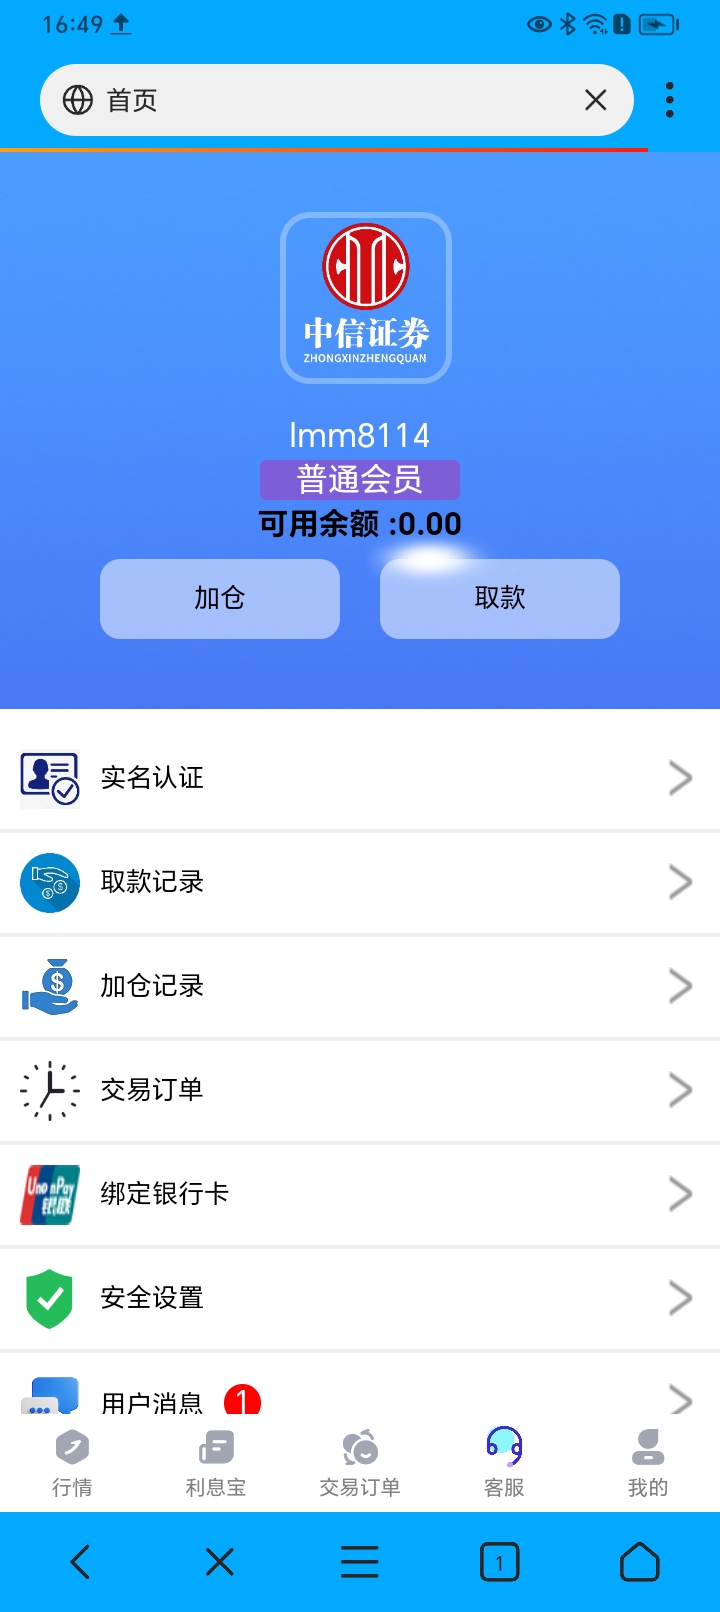 16:49
首页
中信证券
ZHONGXINZHENGQUAN
lmm8114
普通会员
可用余额 :0.00
加仓 取款
实名认证
取款记录
加仓记录
交易订单
UnionPay
银联
绑定银行卡
安全设置
用户消息 1
行情 利息宝 交易订单 客服 我的
1